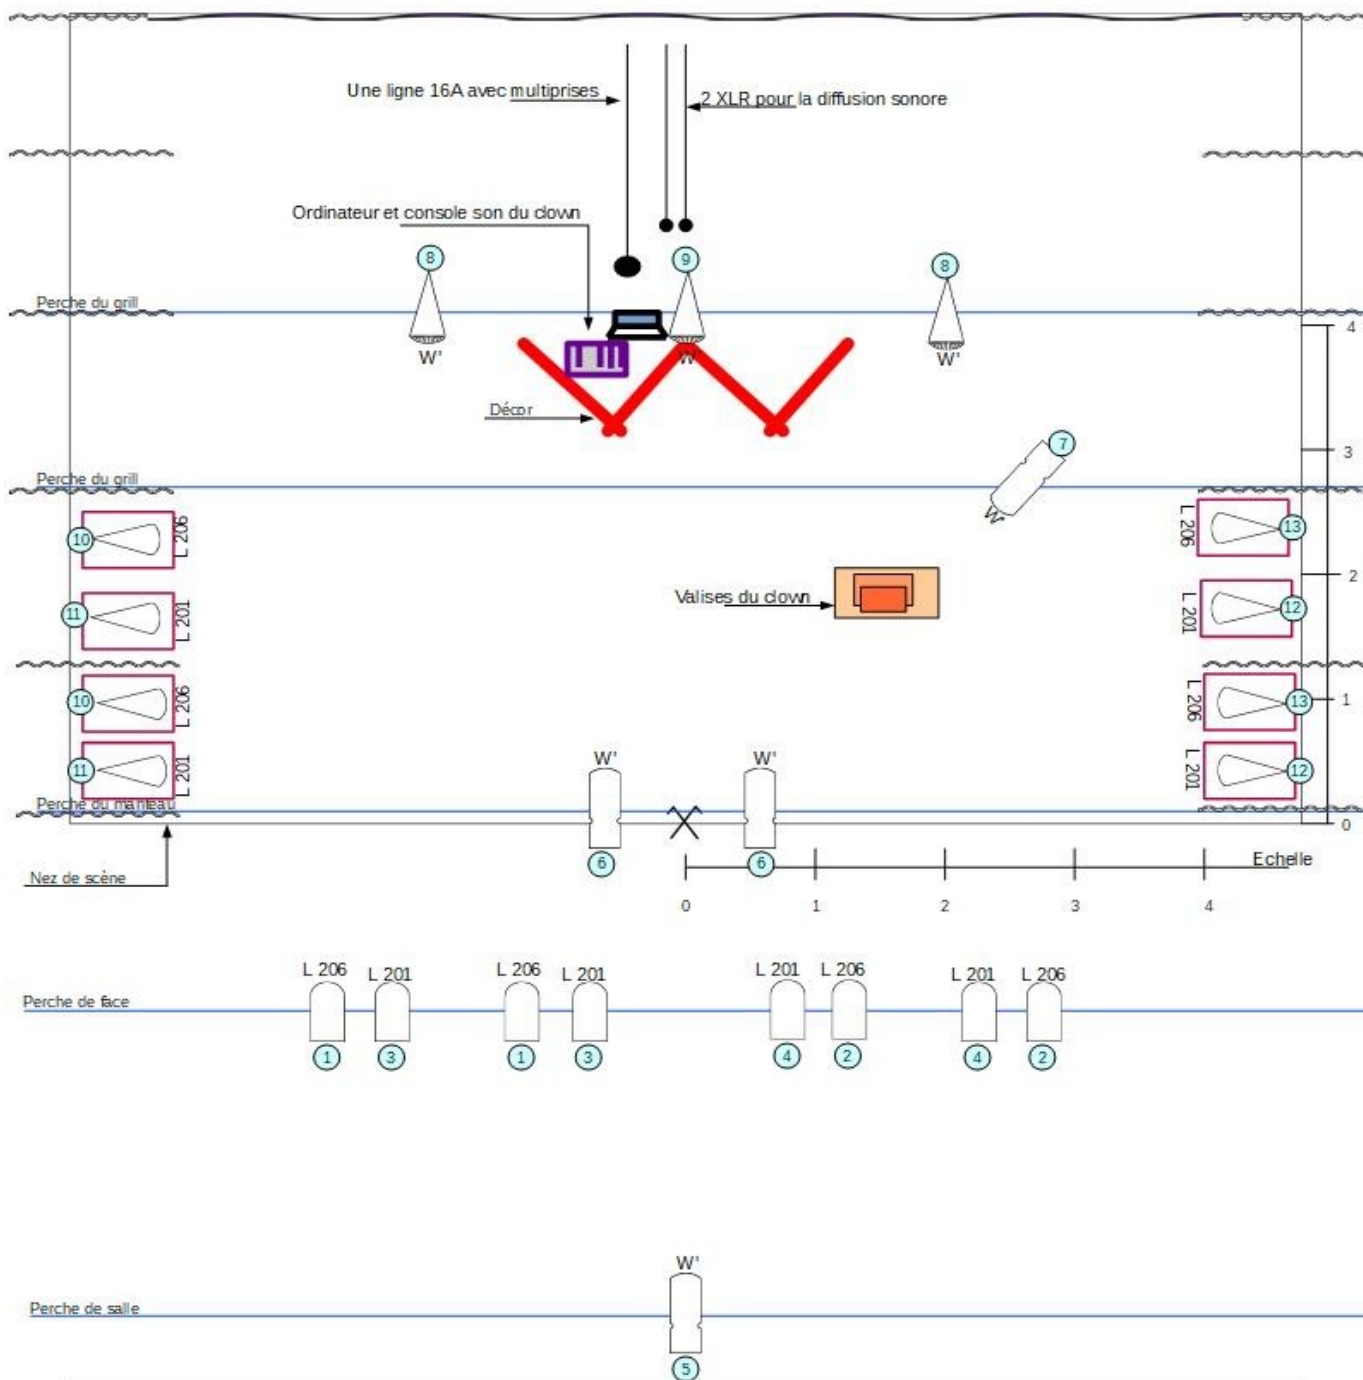 Une ligne 16A avec multiprises
2 XLR pour la diffusion sonore
Ordinateur et console son du clown
8
9
8
Perche du grill
4
W'
W'
W'
Décor
7
3
Perche du grill
W'
10
L 206
L 206
13
2
11
L 201
Valises du clown
L 201
12
10
L 206
L 206
13
1
W'
W'
11
L 201
L 201
12
Perche du manteau
0
6
6
Echelle
Nez de scène
0
1
2
3
4
L 206
L 201
L 206
L 201
L 201
L 206
L 201
L 206
Perche de face
1
3
1
3
4
2
4
2
W'
Perche de salle
5